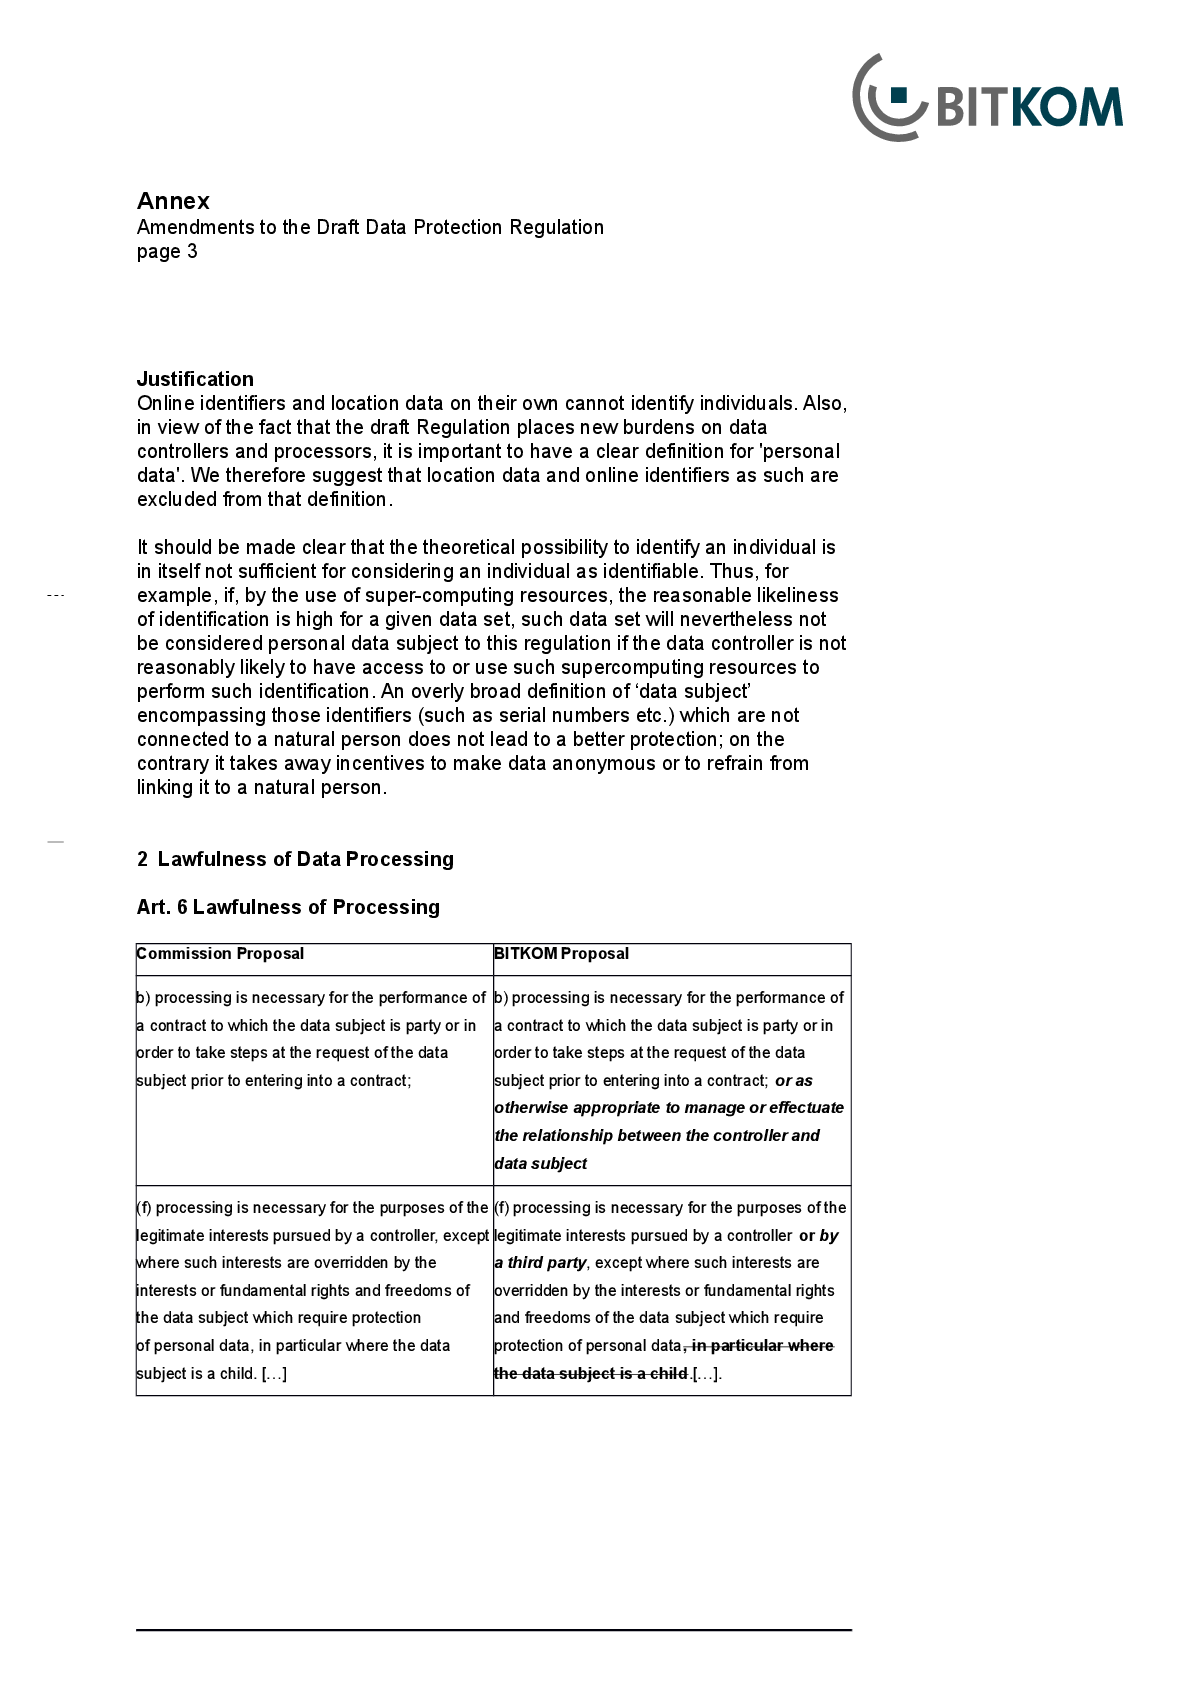 BITKOM
Annex
Amendments to the Draft Data Protection Regulation
page 3
Justification
Online identifiers and location data on their own cannot identify individuals. Also,
in view of the fact that the draft Regulation places new burdens on data
controllers and processors, it is important to have a clear definition for 'personal
data'. We therefore suggest that location data and online identifiers as such are
excluded from that definition.
It should be made clear that the theoretical possibility to identify an individual is
in itself not sufficient for considering an individual as identifiable. Thus, for
example, if, by the use of super-computing resources, the reasonable likeliness
of identification is high for a given data set, such data set will nevertheless not
be considered personal data subject to this regulation if the data controller is not
reasonably likely to have access to or use such supercomputing resources to
perform such identification. An overly broad definition of ‘data subject’
encompassing those identifiers (such as serial numbers etc.) which are not
connected to a natural person does not lead to a better protection; on the
contrary it takes away incentives to make data anonymous or to refrain from
linking it to a natural person.
2 Lawfulness of Data Processing
Art. 6 Lawfulness of Processing
Commission Proposal
BITKOM Proposal
b) processing is necessary for the performance of
a contract to which the data subject is party or in
order to take steps at the request of the data
subject prior to entering into a contract;
b) processing is necessary for the performance of
a contract to which the data subject is party or in
order to take steps at the request of the data
subject prior to entering into a contract; or as
otherwise appropriate to manage or effectuate
the relationship between the controller and
data subject
(f) processing is necessary for the purposes of the
legitimate interests pursued by a controller, except
where such interests are overridden by the
interests or fundamental rights and freedoms of
the data subject which require protection
of personal data, in particular where the data
subject is a child. […]
(f) processing is necessary for the purposes of the
legitimate interests pursued by a controller or by
a third party, except where such interests are
overridden by the interests or fundamental rights
and freedoms of the data subject which require
protection of personal data, in particular where
the data subject is a child.[…].